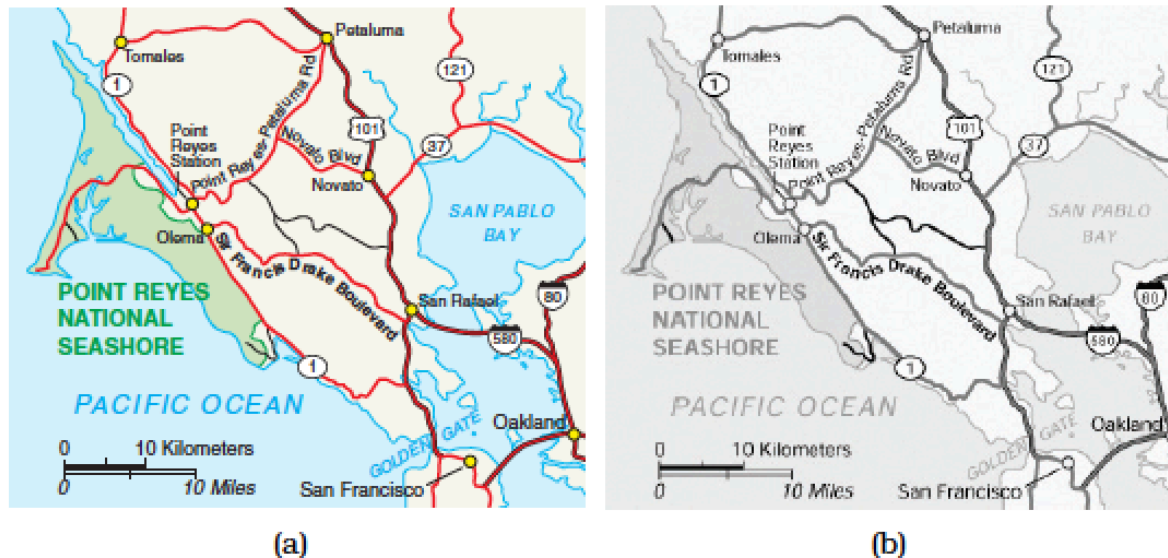 Petaluma
Tomales
1
121
Point Reyes-Petaluma Rd
101
37
Point
Reyes
Station
Novato Blvd
Novato
SAN PABLO
BAY
Olema
Sir Francis Drake Boulevard
POINT REYES
NATIONAL
SEASHORE
San Rafael
80
580
1
PACIFIC OCEAN
Oakland
GOLDEN GATE
0 10 Kilometers
0 10 Miles
San Francisco
(a)
Petaluma
Tomales
1
121
Point Reyes-Petaluma Rd
101
37
Point
Reyes
Station
Novato Blvd
Novato
SAN PABLO
BAY
Olema
Sir Francis Drake Boulevard
POINT REYES
NATIONAL
SEASHORE
San Rafael
80
580
1
PACIFIC OCEAN
Oakland
GOLDEN GATE
0 10 Kilometers
0 10 Miles
San Francisco
(b)